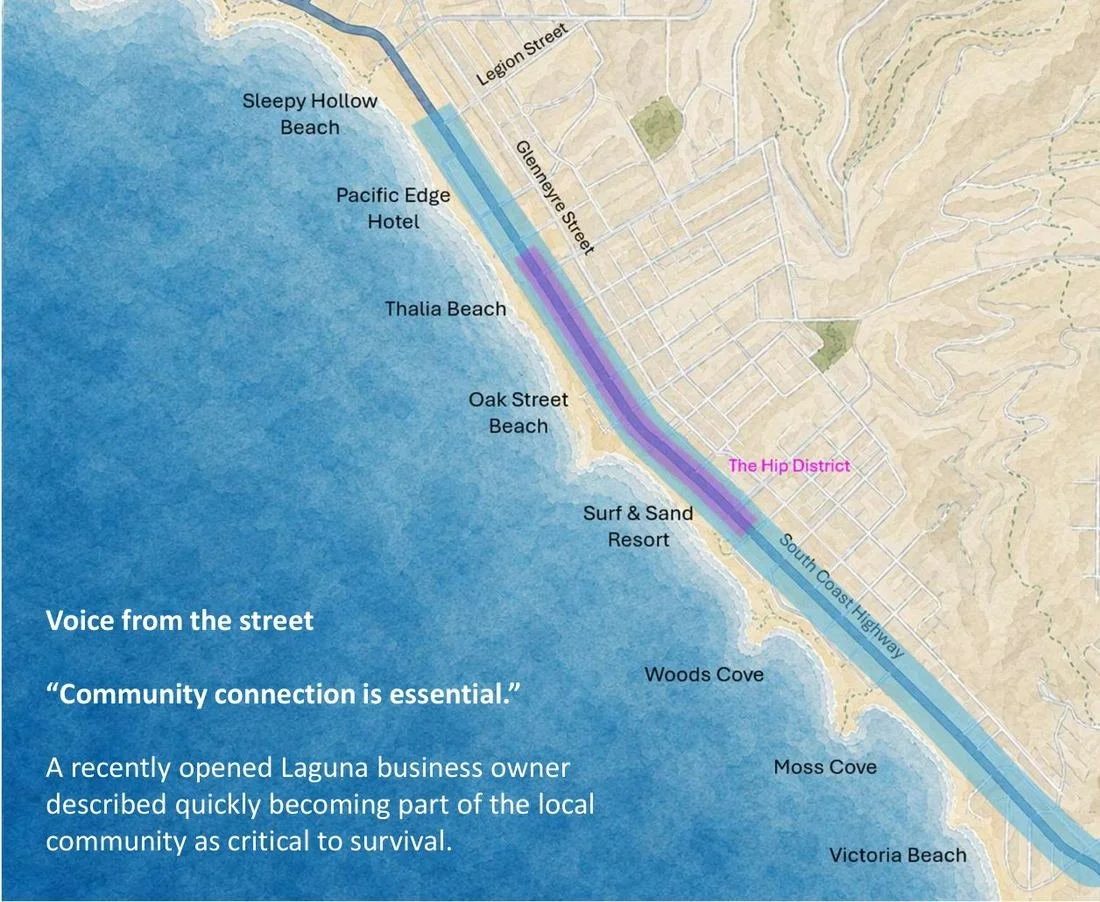 Legion Street
Sleepy Hollow
Beach
Glenneyre Street
Pacific Edge
Hotel
Thalia Beach
Oak Street
Beach
The Hip District
Surf & Sand
Resort
South Coast Highway
Woods Cove
Moss Cove
Victoria Beach
Voice from the street
“Community connection is essential.”
A recently opened Laguna business owner
described quickly becoming part of the local
community as critical to survival.